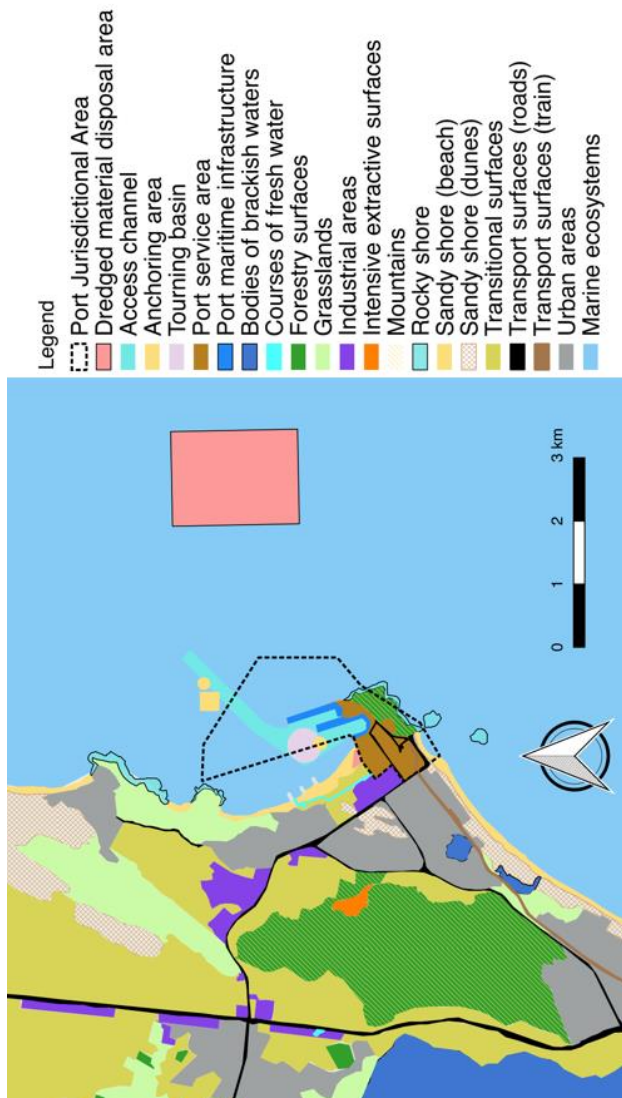 Legend
Port Jurisdictional Area
Dredged material disposal area
Access channel
Anchoring area
Tourning basin
Port service area
Port maritime infrastructure
Bodies of brackish waters
Courses of fresh water
Forestry surfaces
Grasslands
Industrial areas
Intensive extractive surfaces
Mountains
Rocky shore
Sandy shore (beach)
Sandy shore (dunes)
Transitional surfaces
Transport surfaces (roads)
Transport surfaces (train)
Urban areas
Marine ecosystems
0 1 2 3 km